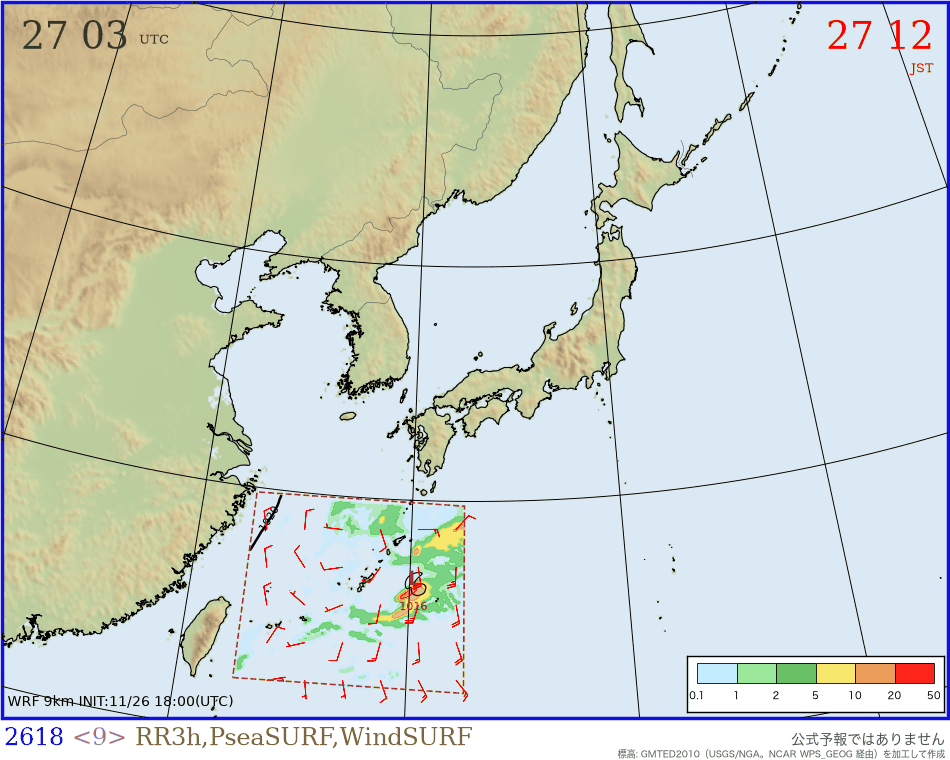 27 03 UTC
27 12
JST
L
1016
WRF 9km INIT:11/26 18:00(UTC)
0.1 1 2 5 10 20 50
2618 <9> RR3h,PseaSURF,WindSURF
公式予報ではありません
標高: GMTED2010（USGS/NGA。NCAR WPS_GEOG 経由）を加工して作成